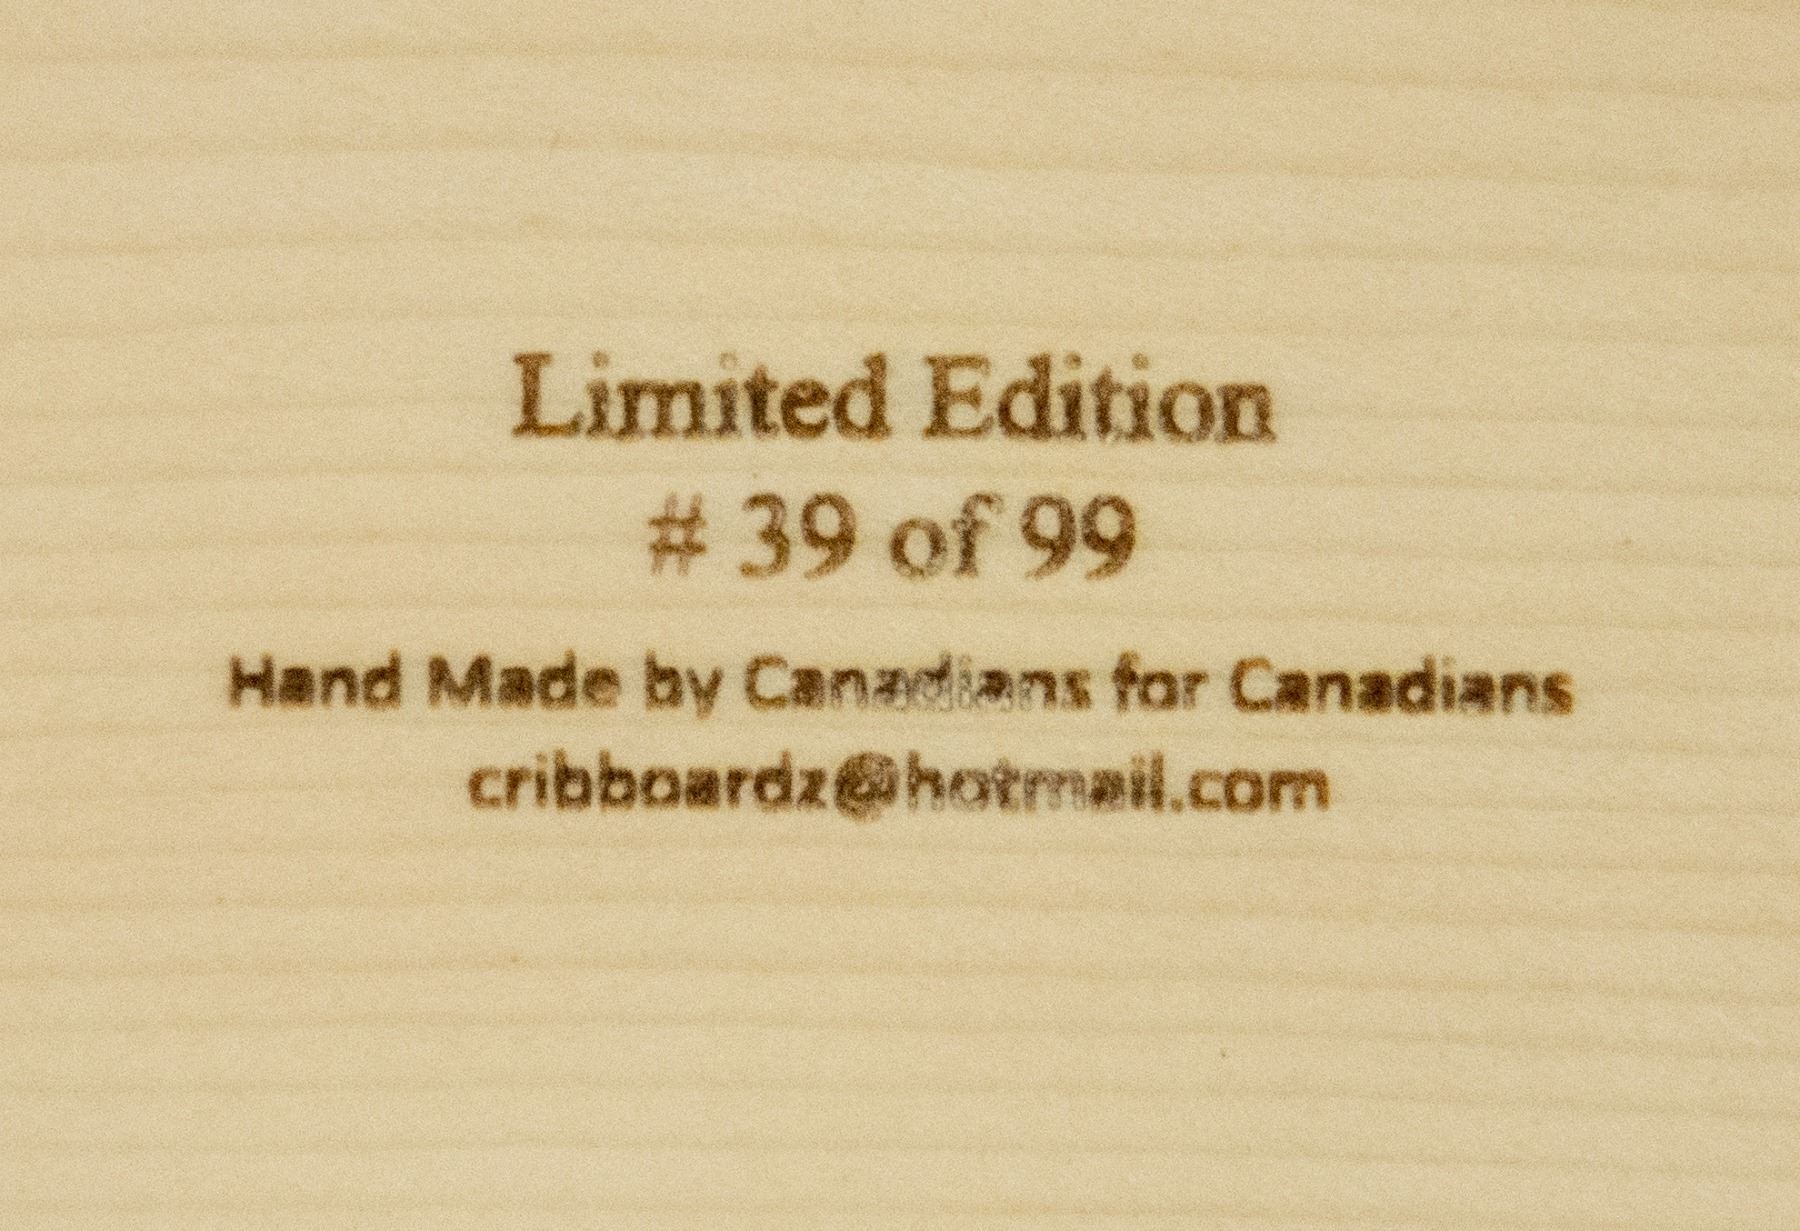 Limited Edition
# 39 of 99
Hand Made by Canadians for Canadians
cribboardz@hotmail.com